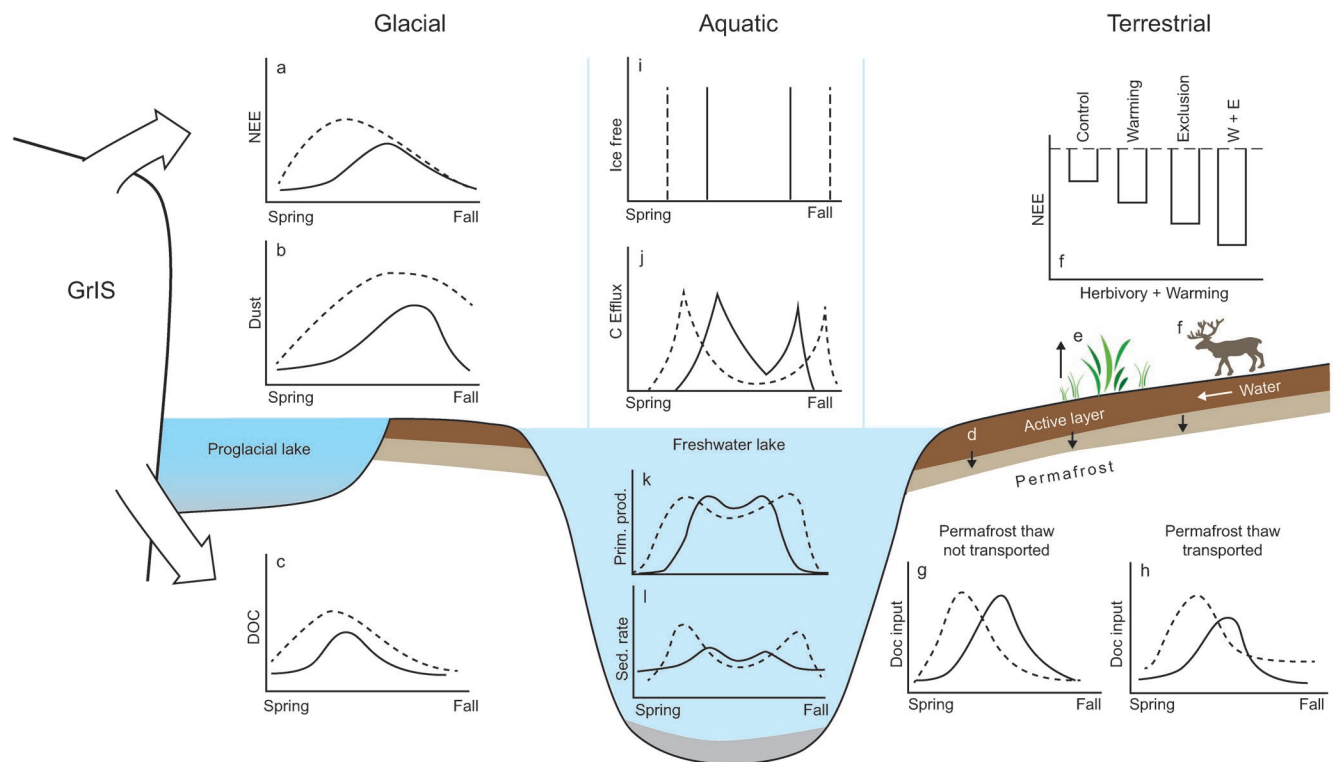 Glacial
Aquatic
Terrestrial
GrIS
a
NEE
Spring
Fall
b
Dust
Spring
Fall
Proglacial lake
c
DOC
Spring
Fall
i
Ice free
Spring
Fall
j
C Efflux
Spring
Fall
Freshwater lake
k
Prim. prod.
l
Sed. rate
Spring
Fall
Control
Warming
Exclusion
W + E
NEE
f
Herbivory + Warming
e
f
Water
Active layer
d
Permafrost
Permafrost thaw
not transported
g
Doc input
Spring
Fall
Permafrost thaw
transported
h
Doc input
Spring
Fall